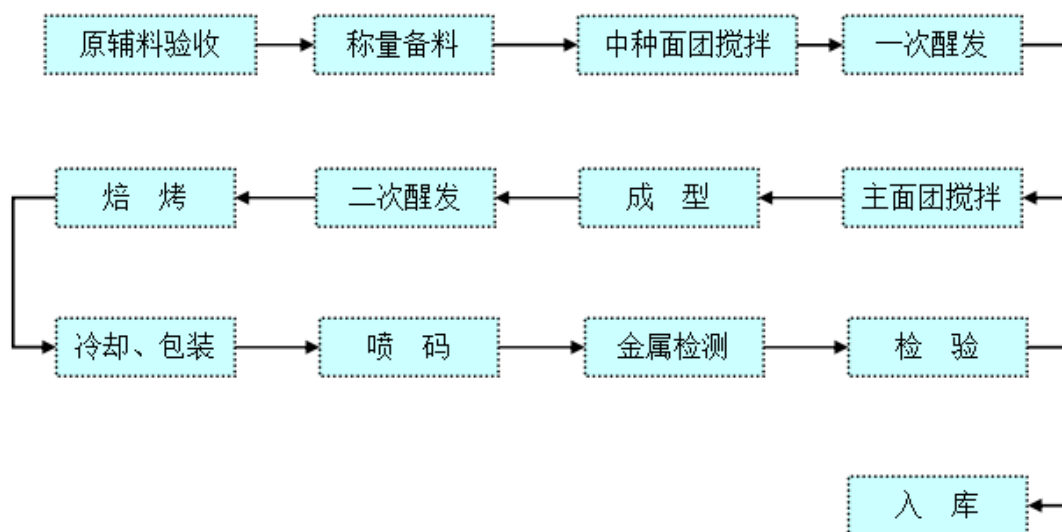 原辅料验收 称量备料 中种面团搅拌 一次醒发
主面团搅拌 成 型 二次醒发 焙 烤
冷却、包装 喷 码 金属检测 检 验
入 库